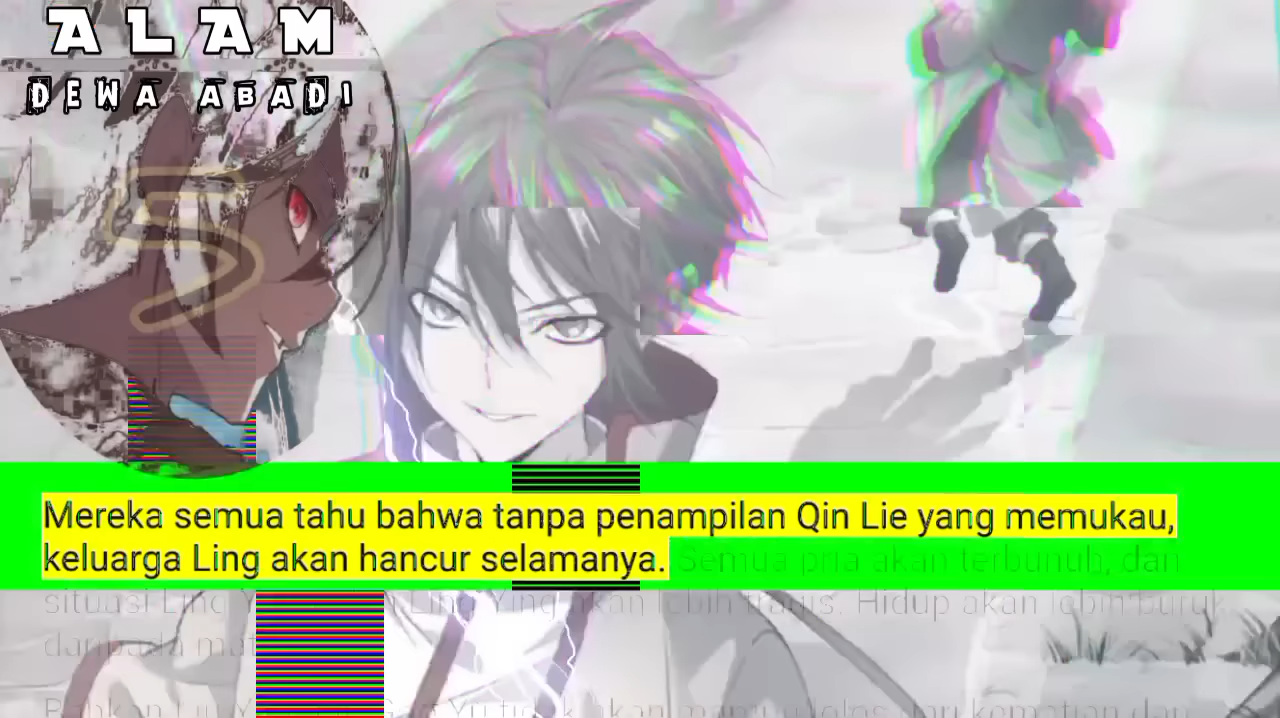 ALAM
DEWA ABADI
Mereka semua tahu bahwa tanpa penampilan Qin Lie yang memukau,
keluarga Ling akan hancur selamanya. Semua pria akan terbunuh, dan
situasi Ling Ying akan lebih tragis. Hidup akan lebih buruk
daripada